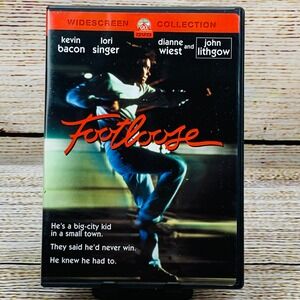 WIDESCREEN DVD COLLECTION
kevin bacon lori singer dianne wiest and john lithgow
Footloose
He's a big-city kid
in a small town.
They said he'd never win.
He knew he had to.